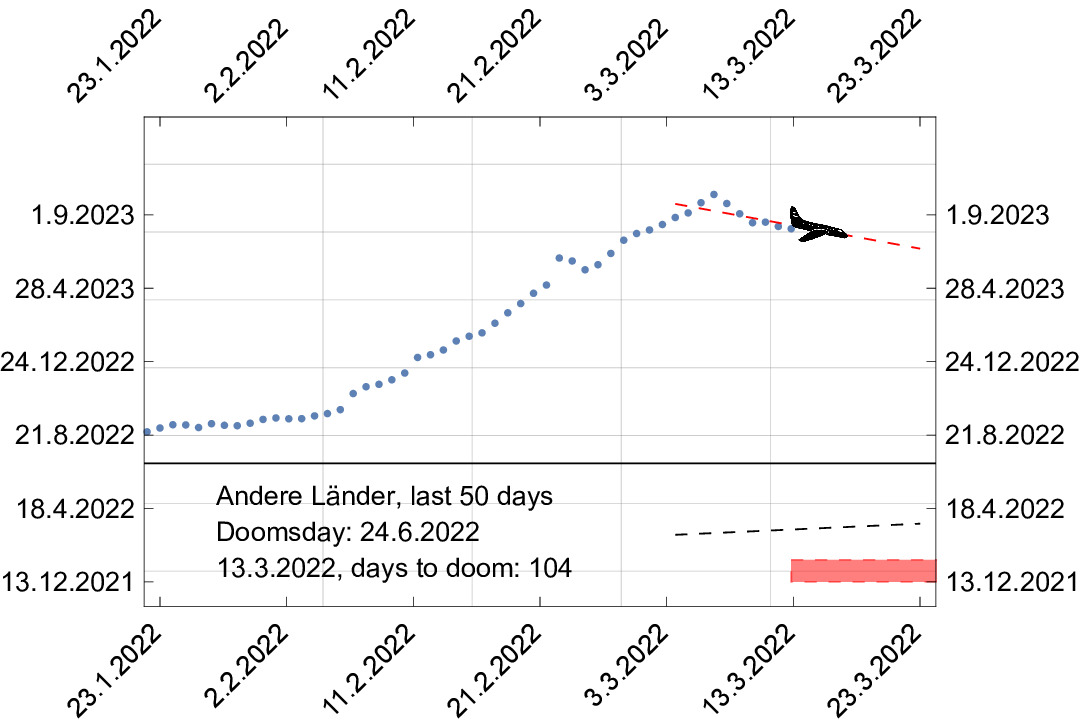 23.1.2022 2.2.2022 11.2.2022 21.2.2022 3.3.2022 13.3.2022 23.3.2022
1.9.2023 1.9.2023
28.4.2023 28.4.2023
24.12.2022 24.12.2022
21.8.2022 21.8.2022
Andere Länder, last 50 days
18.4.2022 18.4.2022
Doomsday: 24.6.2022
13.3.2022, days to doom: 104
13.12.2021 13.12.2021
23.1.2022 2.2.2022 11.2.2022 21.2.2022 3.3.2022 13.3.2022 23.3.2022